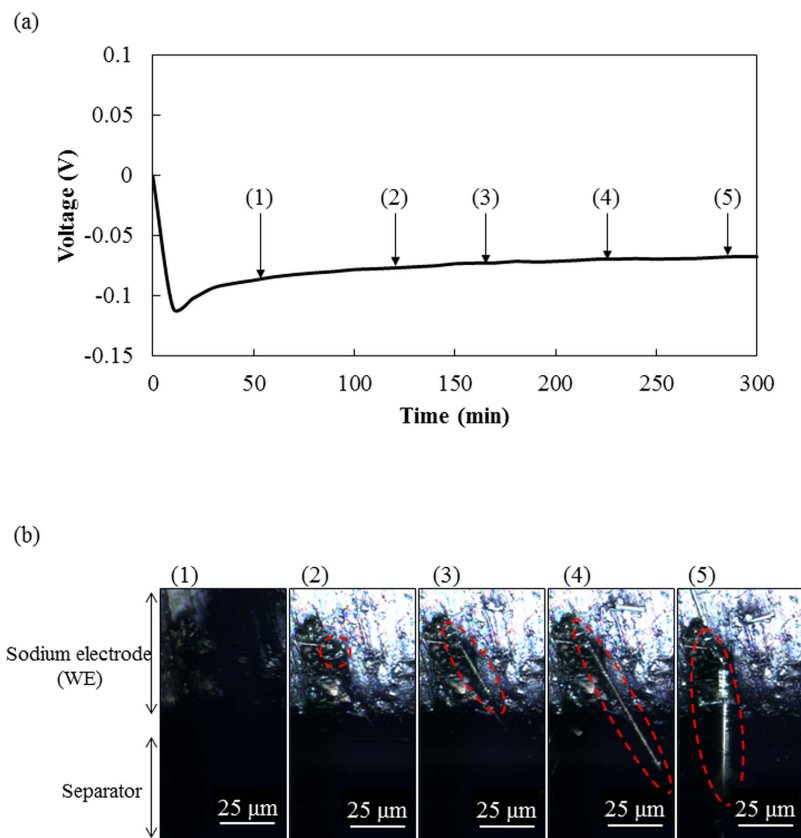 (a)
0.1
0.05
0
-0.05
-0.1
-0.15
Voltage (V)
(1)
(2)
(3)
(4)
(5)
0
50
100
150
200
250
300
Time (min)
(b)
(1)
(2)
(3)
(4)
(5)
Sodium electrode
(WE)
Separator
25 μm
25 μm
25 μm
25 μm
25 μm